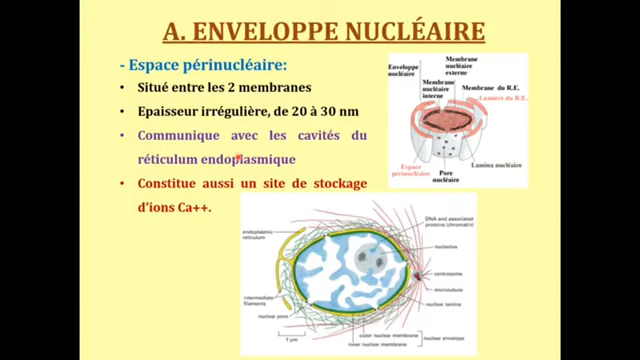 A. ENVELOPPE NUCLÉAIRE
- Espace périnucléaire:
• Situé entre les 2 membranes
• Epaisseur irrégulière, de 20 à 30 nm
• Communique avec les cavités du
réticulum endoplasmique
• Constitue aussi un site de stockage
d'ions Ca++.
Enveloppe
nucléaire
Membrane
nucléaire
externe
Membrane
nucléaire
interne
Membrane du R.E.
Lumière du R.E.
Espace
périnucléaire
Pore
nucléaire
Lamina nucléaire
endoplasmic
reticulum
DNA and associated
proteins (chromatin)
nucleolus
centrosome
microtubule
nuclear lamina
intermediate
filaments
nuclear pore
1 µm
outer nuclear membrane
inner nuclear membrane
nuclear envelope